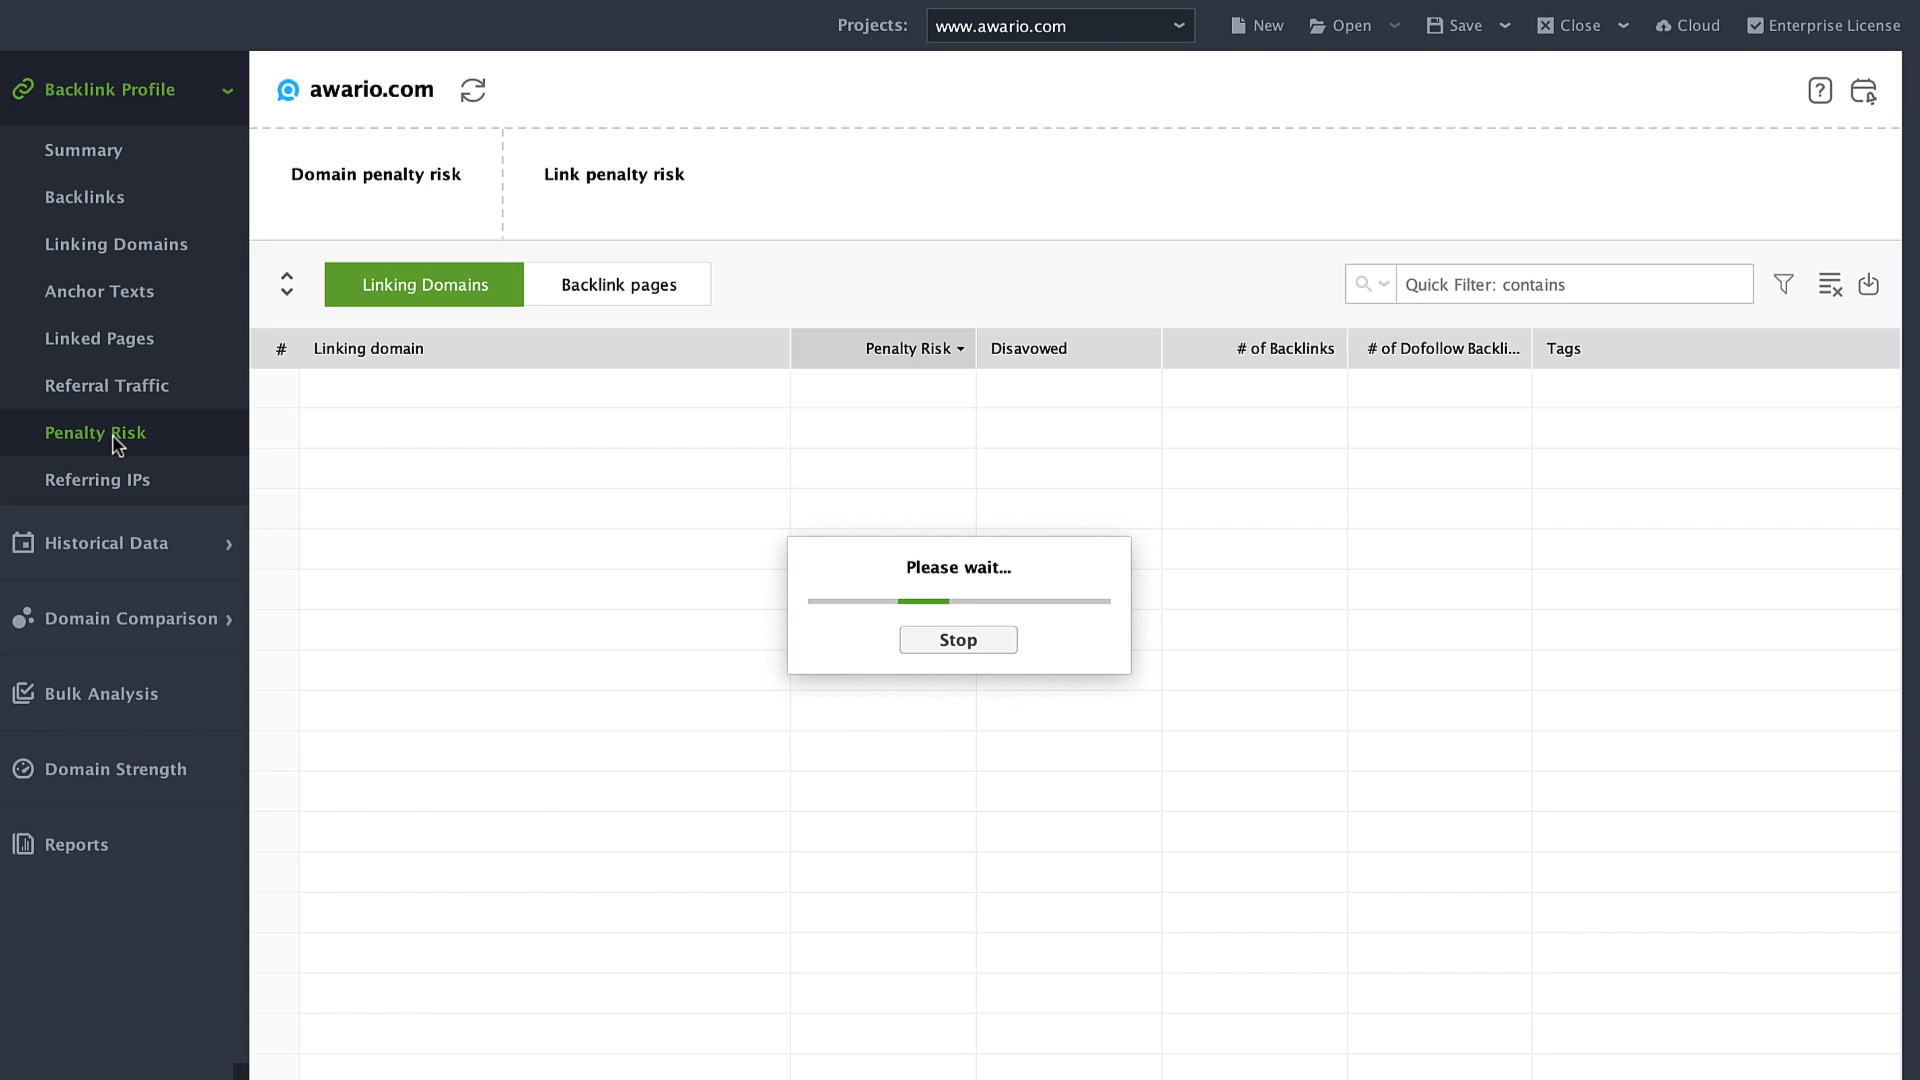 Projects: www.awario.com New Open Save Close Cloud Enterprise License
Backlink Profile
Summary
Backlinks
Linking Domains
Anchor Texts
Linked Pages
Referral Traffic
Penalty Risk
Referring IPs
Historical Data
Domain Comparison
Bulk Analysis
Domain Strength
Reports
awario.com
Domain penalty risk Link penalty risk
Linking Domains Backlink pages Quick Filter: contains
# Linking domain Penalty Risk Disavowed # of Backlinks # of Dofollow Backli... Tags
Please wait...
Stop